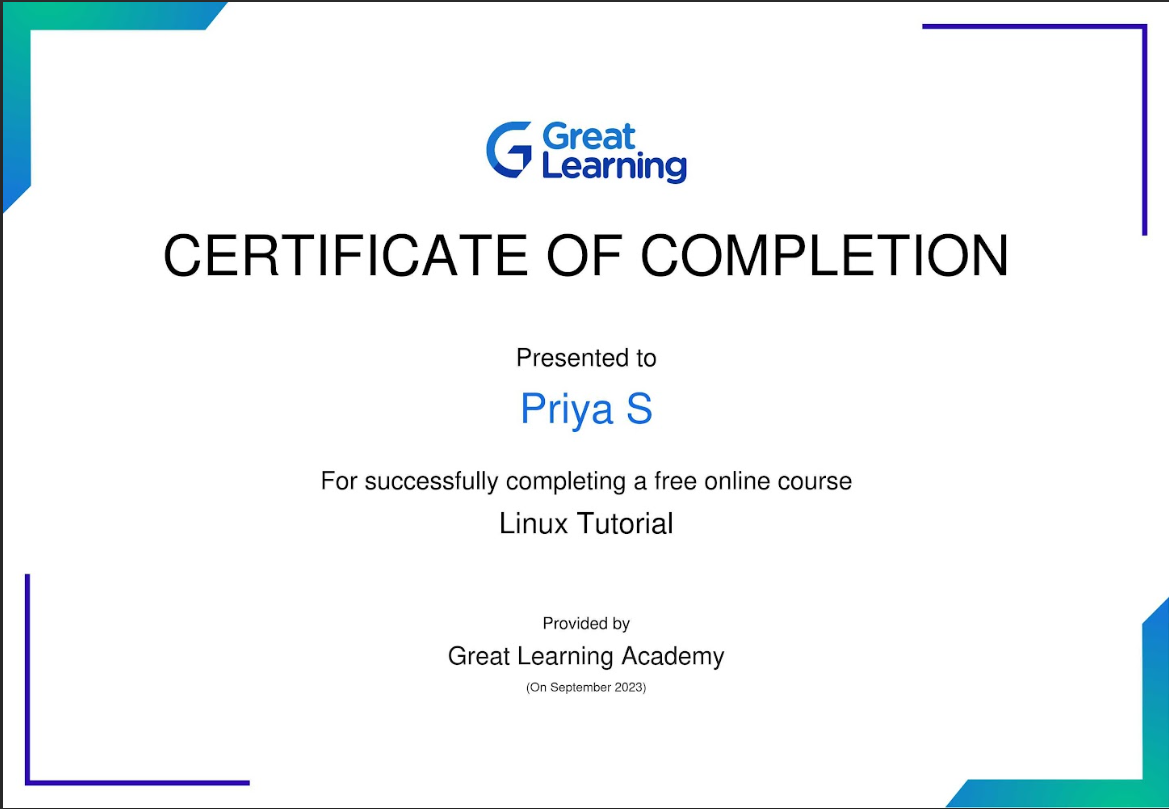 Great
Learning
CERTIFICATE OF COMPLETION
Presented to
Priya S
For successfully completing a free online course
Linux Tutorial
Provided by
Great Learning Academy
(On September 2023)